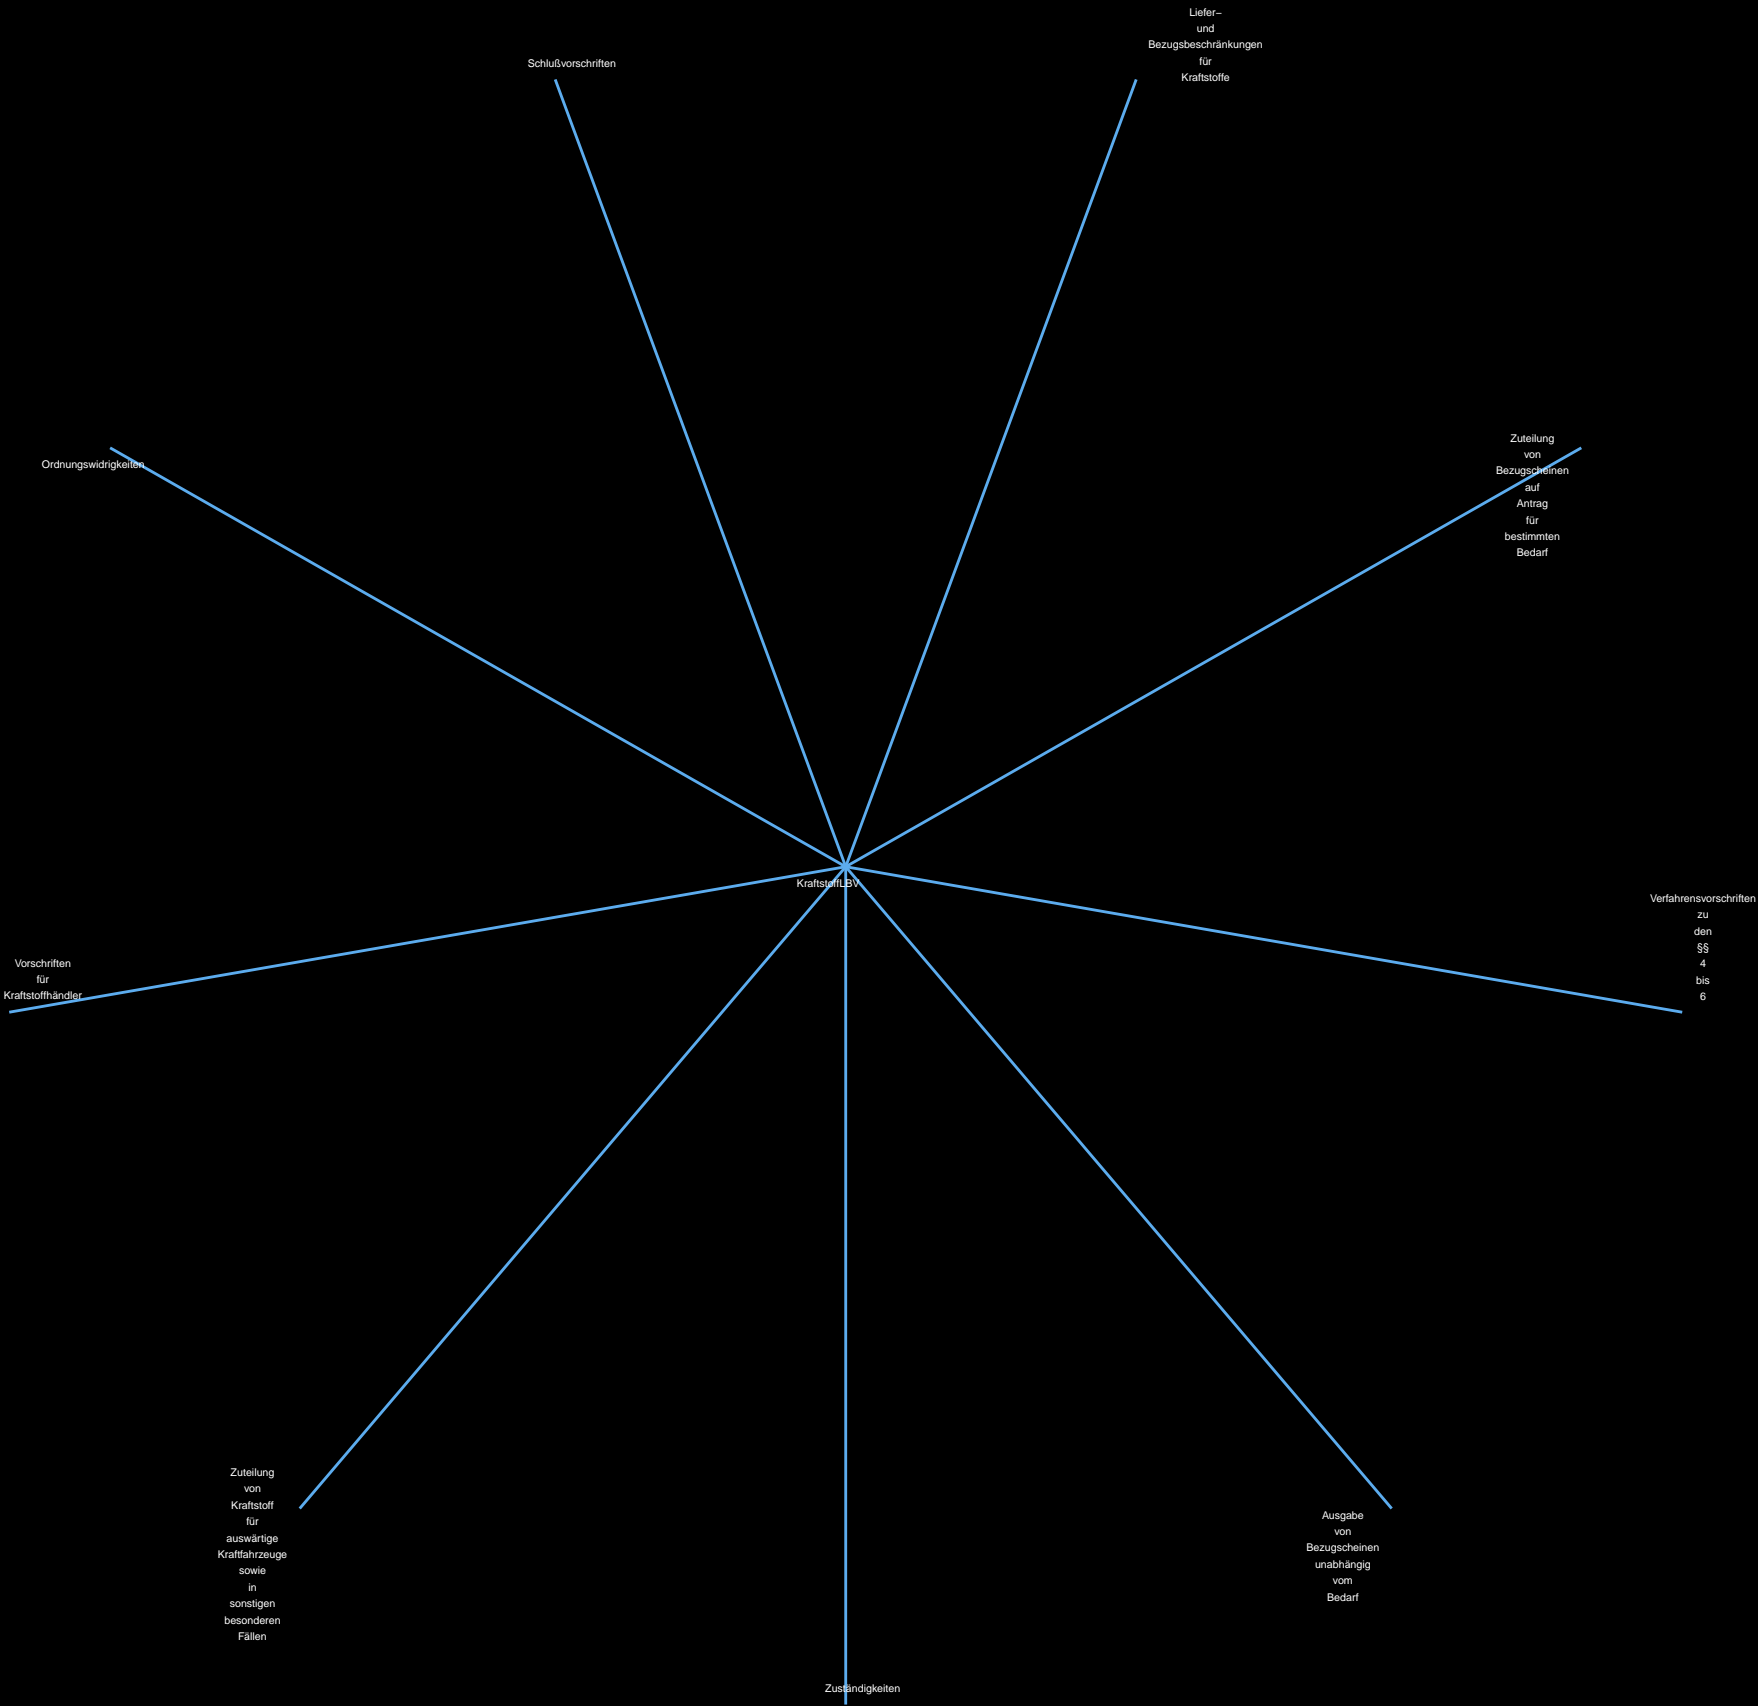 Liefer–
und
Bezugsbeschränkungen
für
Kraftstoffe
Schlußvorschriften
Zuteilung
von
Bezugscheinen
auf
Antrag
für
bestimmten
Bedarf
Ordnungswidrigkeiten
KraftstoffLBV
Verfahrensvorschriften
zu
den
§§
4
bis
6
Vorschriften
für
Kraftstoffhändler
Zuteilung
von
Kraftstoff
für
auswärtige
Kraftfahrzeuge
sowie
in
sonstigen
besonderen
Fällen
Ausgabe
von
Bezugscheinen
unabhängig
vom
Bedarf
Zuständigkeiten